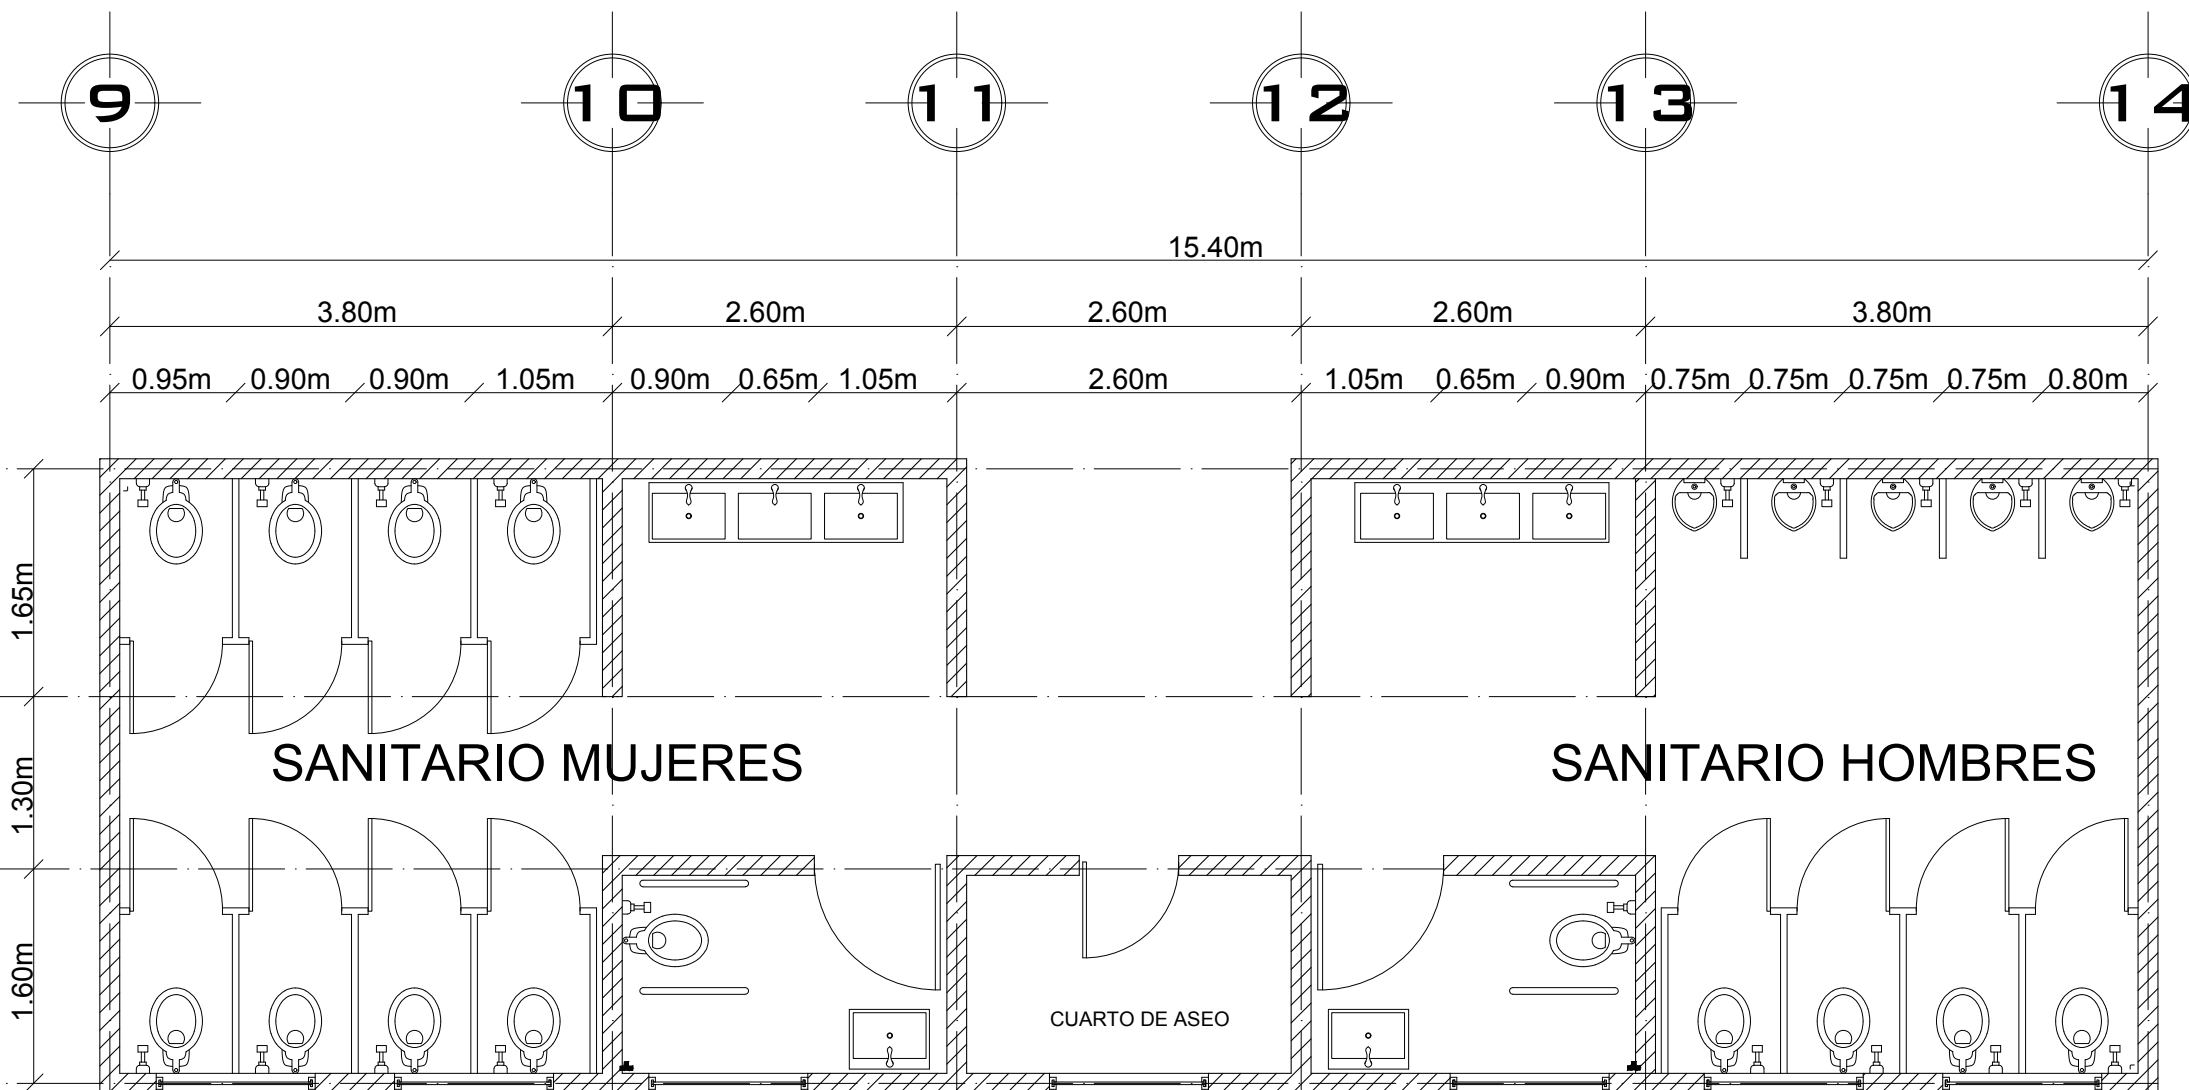 9 10 11 12 13 14
15.40m
3.80m 2.60m 2.60m 2.60m 3.80m
0.95m 0.90m 0.90m 1.05m 0.90m 0.65m 1.05m 2.60m 1.05m 0.65m 0.90m 0.75m 0.75m 0.75m 0.75m 0.80m
1.65m
SANITARIO MUJERES
SANITARIO HOMBRES
1.30m
1.60m
CUARTO DE ASEO